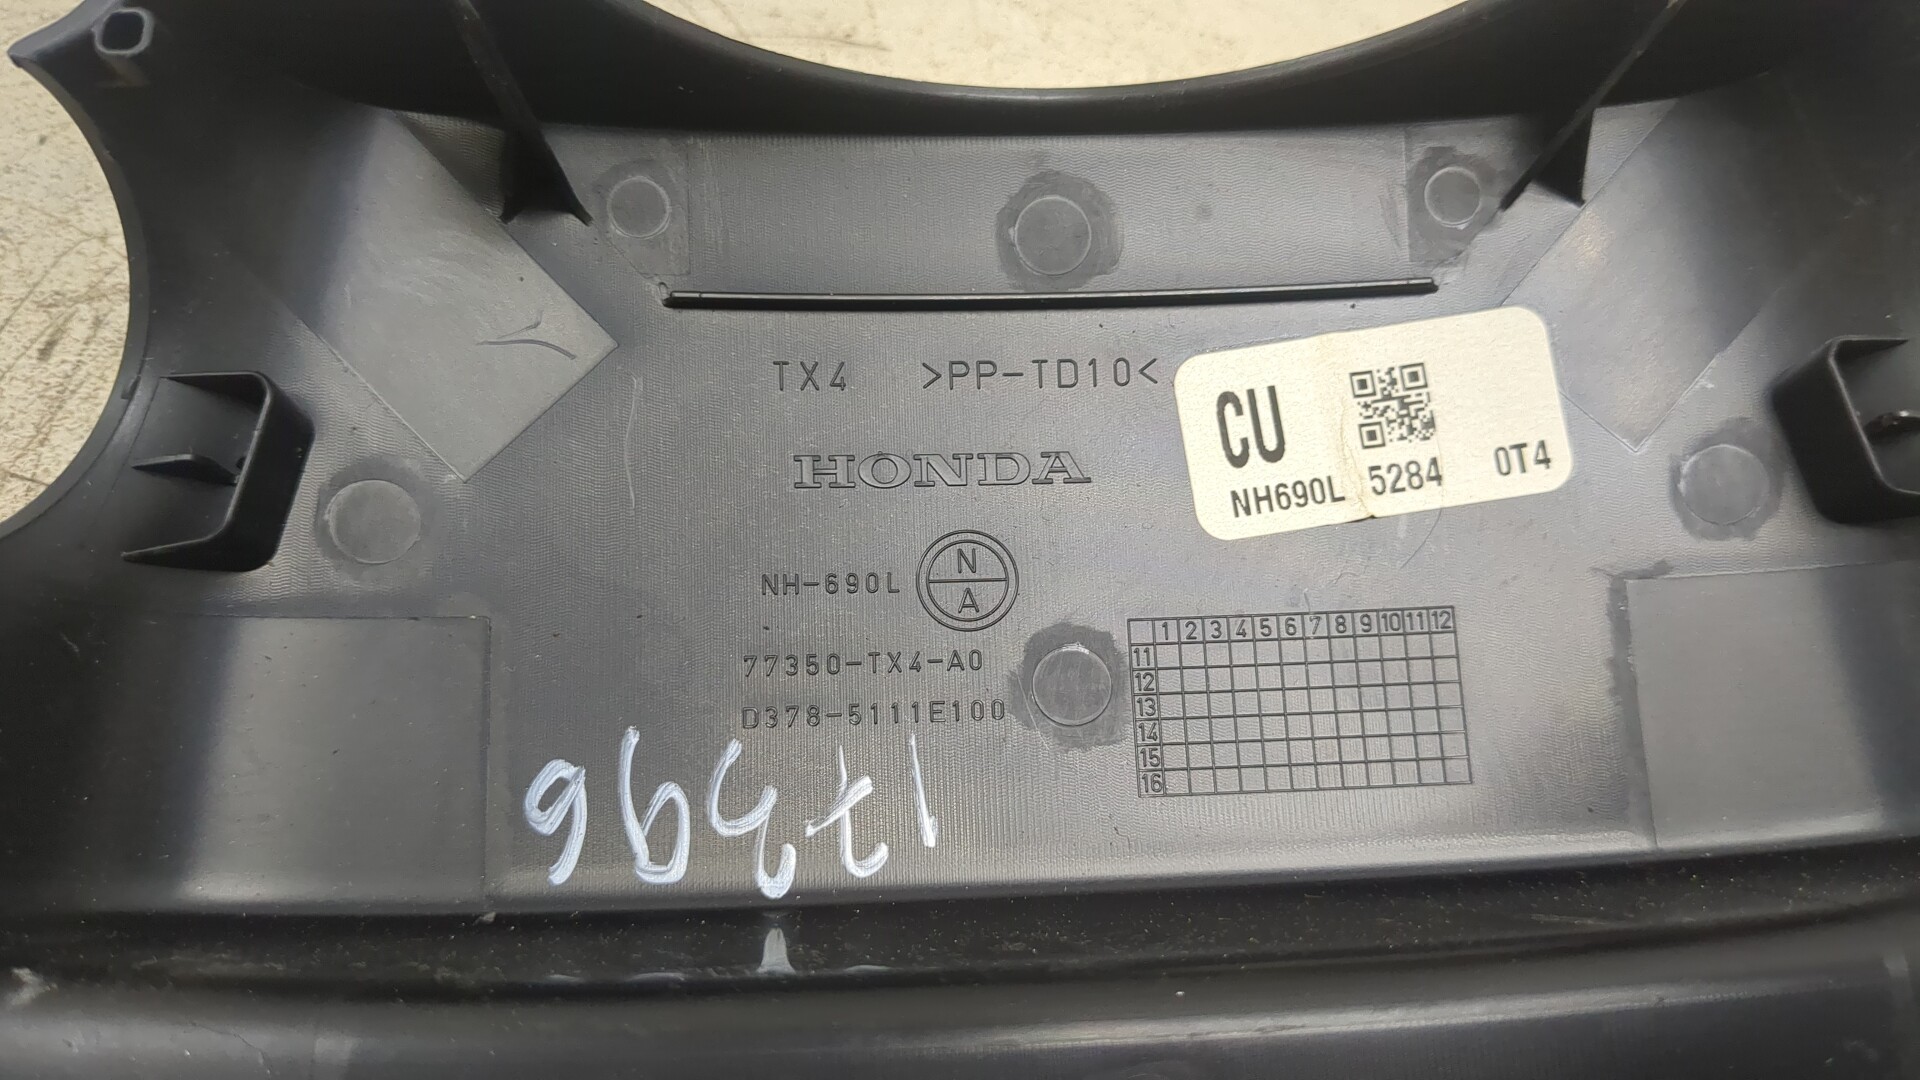 TX4 >PP-TD10<
HONDA
NH-690L N
A
77350-TX4-A0
D378-5111E100
CU
NH690L 5284 0T4
1 2 3 4 5 6 7 8 9 10 11 12
11
12
13
14
15
16